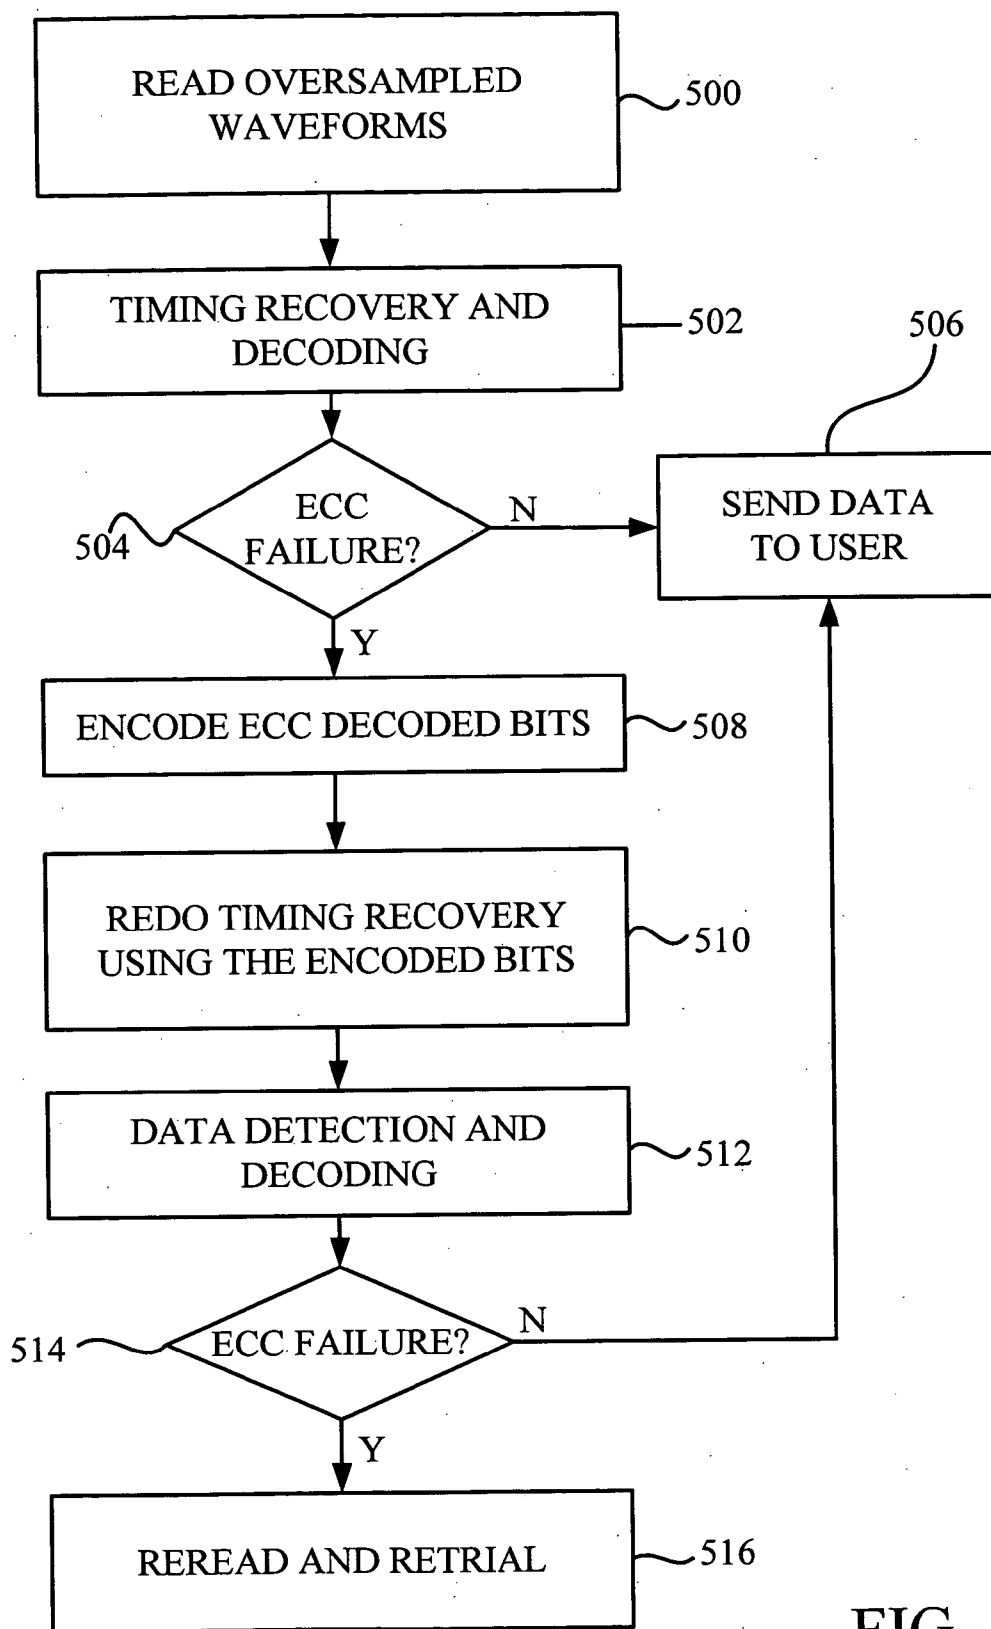 READ OVERSAMPLED
WAVEFORMS
500
TIMING RECOVERY AND
DECODING
502
506
ECC
FAILURE?
504
N
SEND DATA
TO USER
Y
ENCODE ECC DECODED BITS
508
REDO TIMING RECOVERY
USING THE ENCODED BITS
510
DATA DETECTION AND
DECODING
512
ECC FAILURE?
514
N
Y
REREAD AND RETRIAL
516
FIG